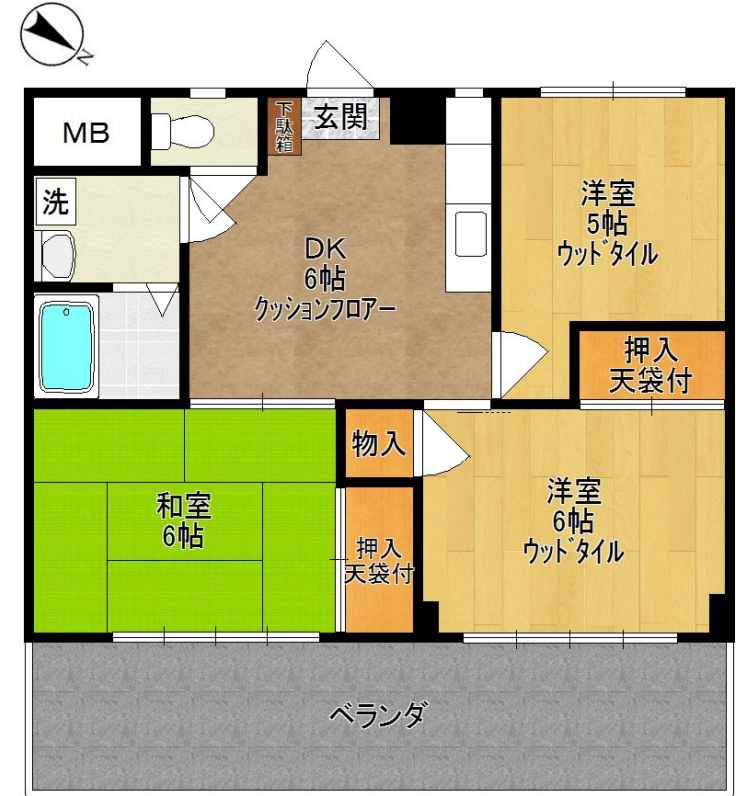 N
MB
下駄箱
玄関
洗
洋室
5帖
ウッドタイル
DK
6帖
クッションフロアー
押入
天袋付
物入
和室
6帖
洋室
6帖
ウッドタイル
押入
天袋付
ベランダ